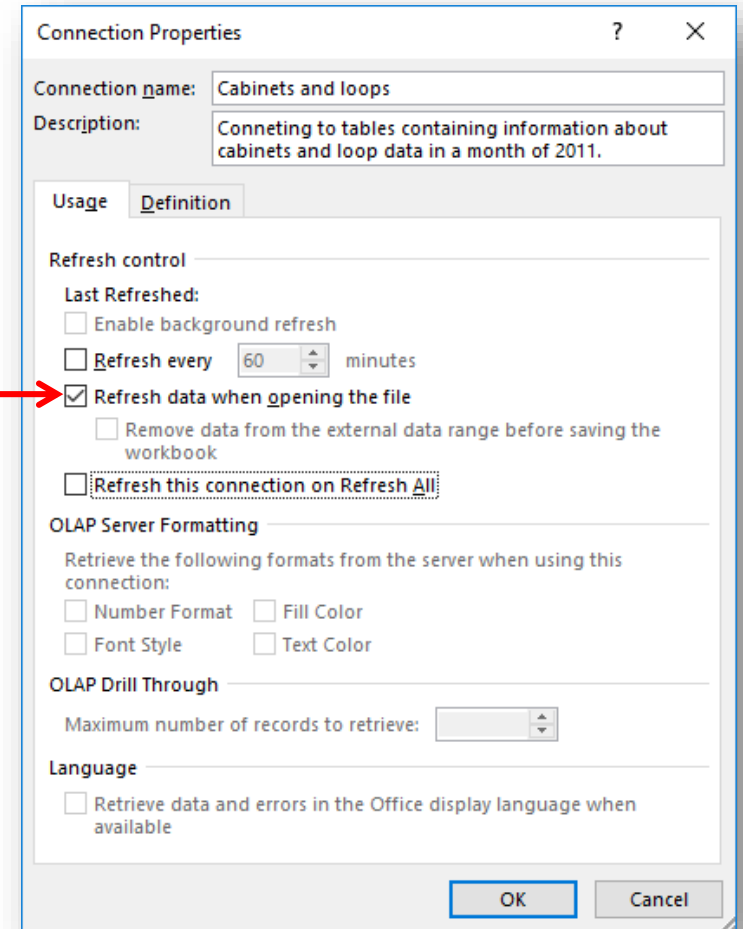 Connection Properties ?
Connection name: Cabinets and loops
Description: Conneting to tables containing information about
cabinets and loop data in a month of 2011.
Usage Definition
Refresh control
Last Refreshed:
Enable background refresh
Refresh every 60 minutes
Refresh data when opening the file
Remove data from the external data range before saving the
workbook
Refresh this connection on Refresh All
OLAP Server Formatting
Retrieve the following formats from the server when using this
connection:
Number Format Fill Color
Font Style Text Color
OLAP Drill Through
Maximum number of records to retrieve:
Language
Retrieve data and errors in the Office display language when
available
OK Cancel